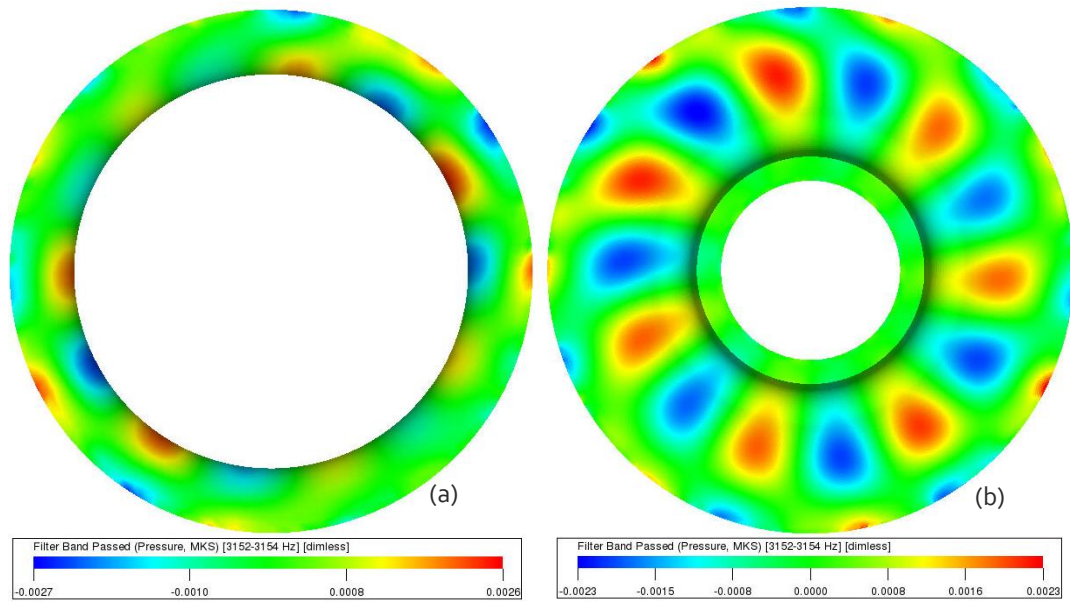 (a)
(b)
Filter Band Passed (Pressure, MKS) [3152-3154 Hz] [dimless]
-0.0027 -0.0010 0.0008 0.0026
Filter Band Passed (Pressure, MKS) [3152-3154 Hz] [dimless]
-0.0023 -0.0015 -0.0008 0.0000 0.0008 0.0016 0.0023